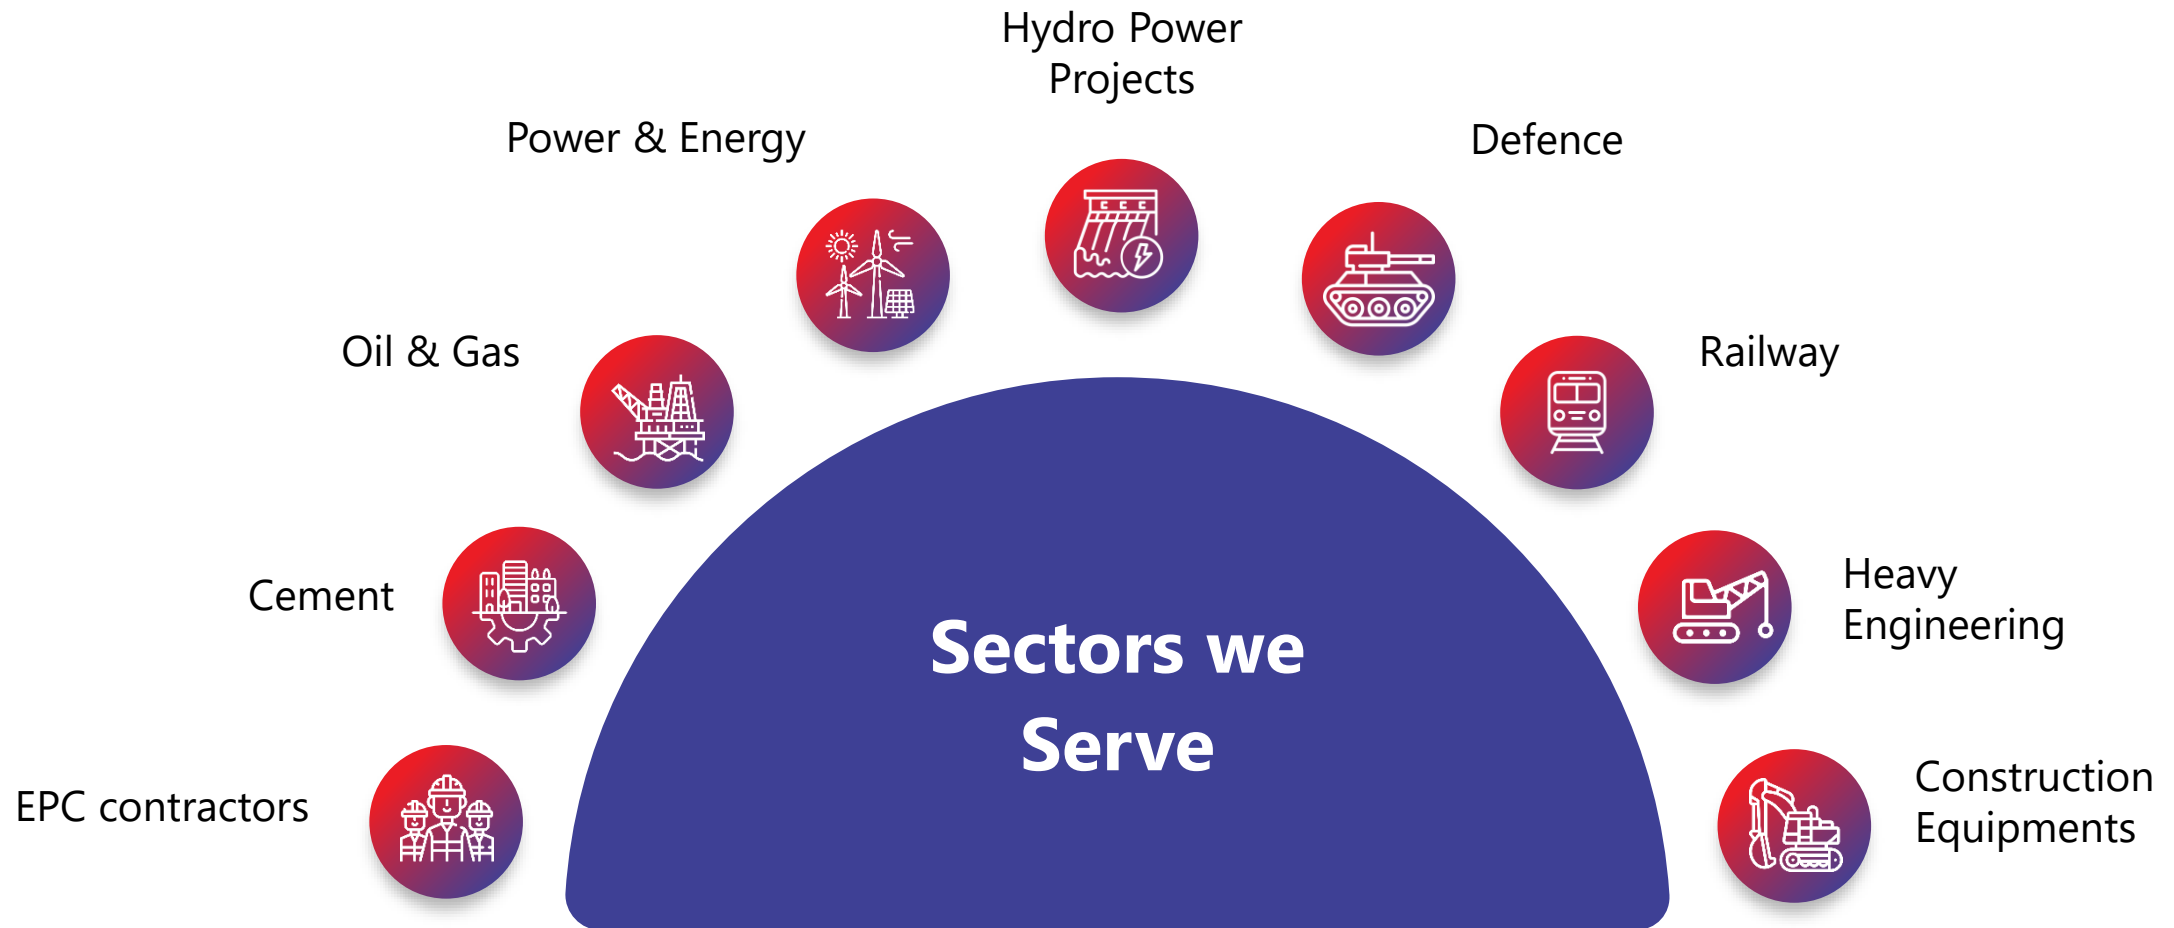 Hydro Power
Projects
Power & Energy
Defence
Oil & Gas
Railway
Cement
Heavy
Engineering
Sectors we
Serve
EPC contractors
Construction
Equipments